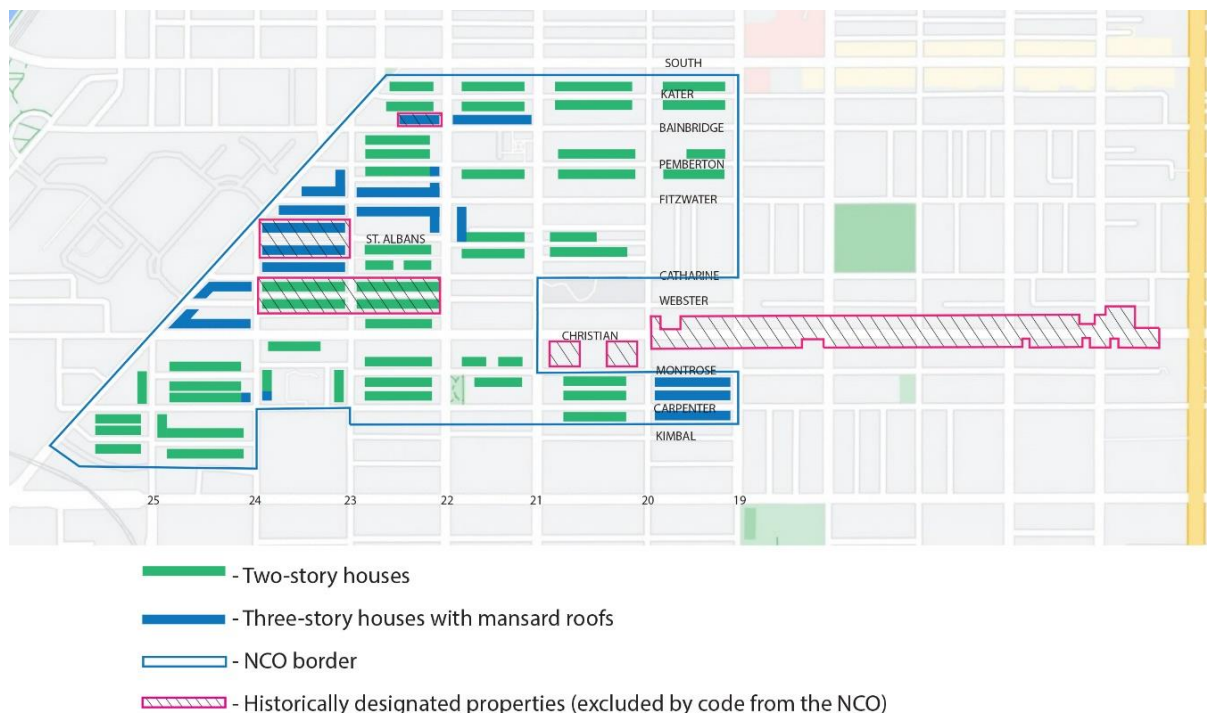 SOUTH
KATER
BAINBRIDGE
PEMBERTON
FITZWATER
ST. ALBANS
CATHARINE
WEBSTER
CHRISTIAN
MONTROSE
CARPENTER
KIMBAL
25 24 23 22 21 20 19
- Two-story houses
- Three-story houses with mansard roofs
- NCO border
- Historically designated properties (excluded by code from the NCO)